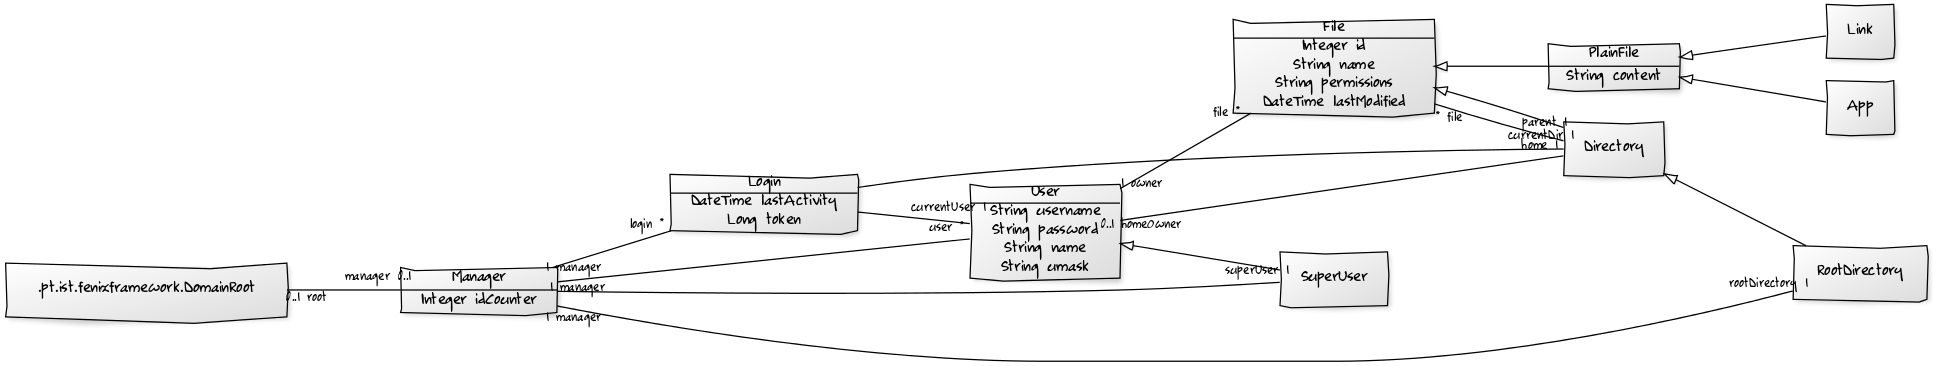 Link
File
Integer id
String name
String permissions
DateTime lastModified
PlainFile
String content
App
file *
* file
parent 1
currentDir 1
home 1
Directory
Login
DateTime lastActivity
Long token
1 owner
User
String username
String password
String name
String umask
currentUser 1
user *
0..1 homeOwner
login *
.pt.ist.fenixframework.DomainRoot
0..1 root
manager 0..1
Manager
Integer idCounter
1 manager
1 manager
1 manager
superUser 1
SuperUser
RootDirectory
rootDirectory 1